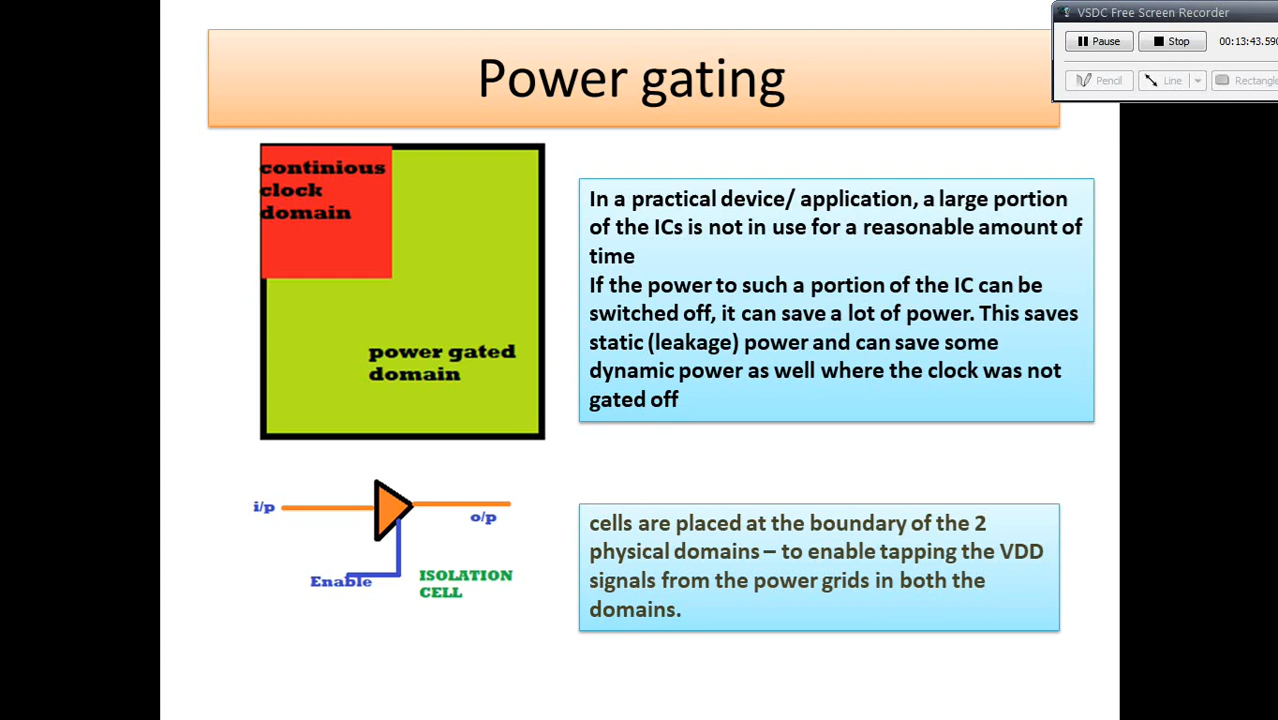 VSDC Free Screen Recorder
Pause
Stop
00:13:43.590
Pencil
Line
Rectangle
Power gating
continious
clock
domain
power gated
domain
In a practical device/ application, a large portion
of the ICs is not in use for a reasonable amount of
time
If the power to such a portion of the IC can be
switched off, it can save a lot of power. This saves
static (leakage) power and can save some
dynamic power as well where the clock was not
gated off
i/p
o/p
Enable
ISOLATION
CELL
cells are placed at the boundary of the 2
physical domains – to enable tapping the VDD
signals from the power grids in both the
domains.